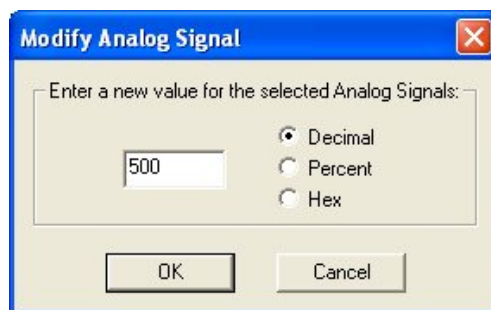 Modify Analog Signal
Enter a new value for the selected Analog Signals:
500
Decimal
Percent
Hex
OK
Cancel